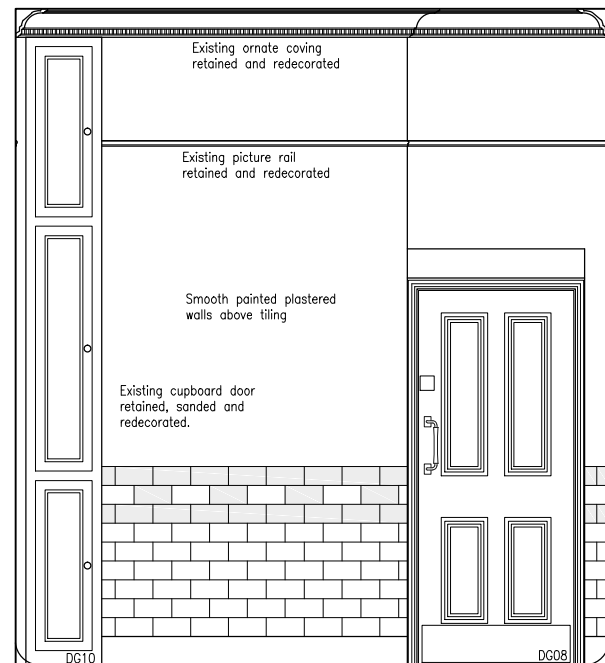 Existing ornate coving
retained and redecorated
Existing picture rail
retained and redecorated
Smooth painted plastered
walls above tiling
Existing cupboard door
retained, sanded and
redecorated.
DG10
DG08